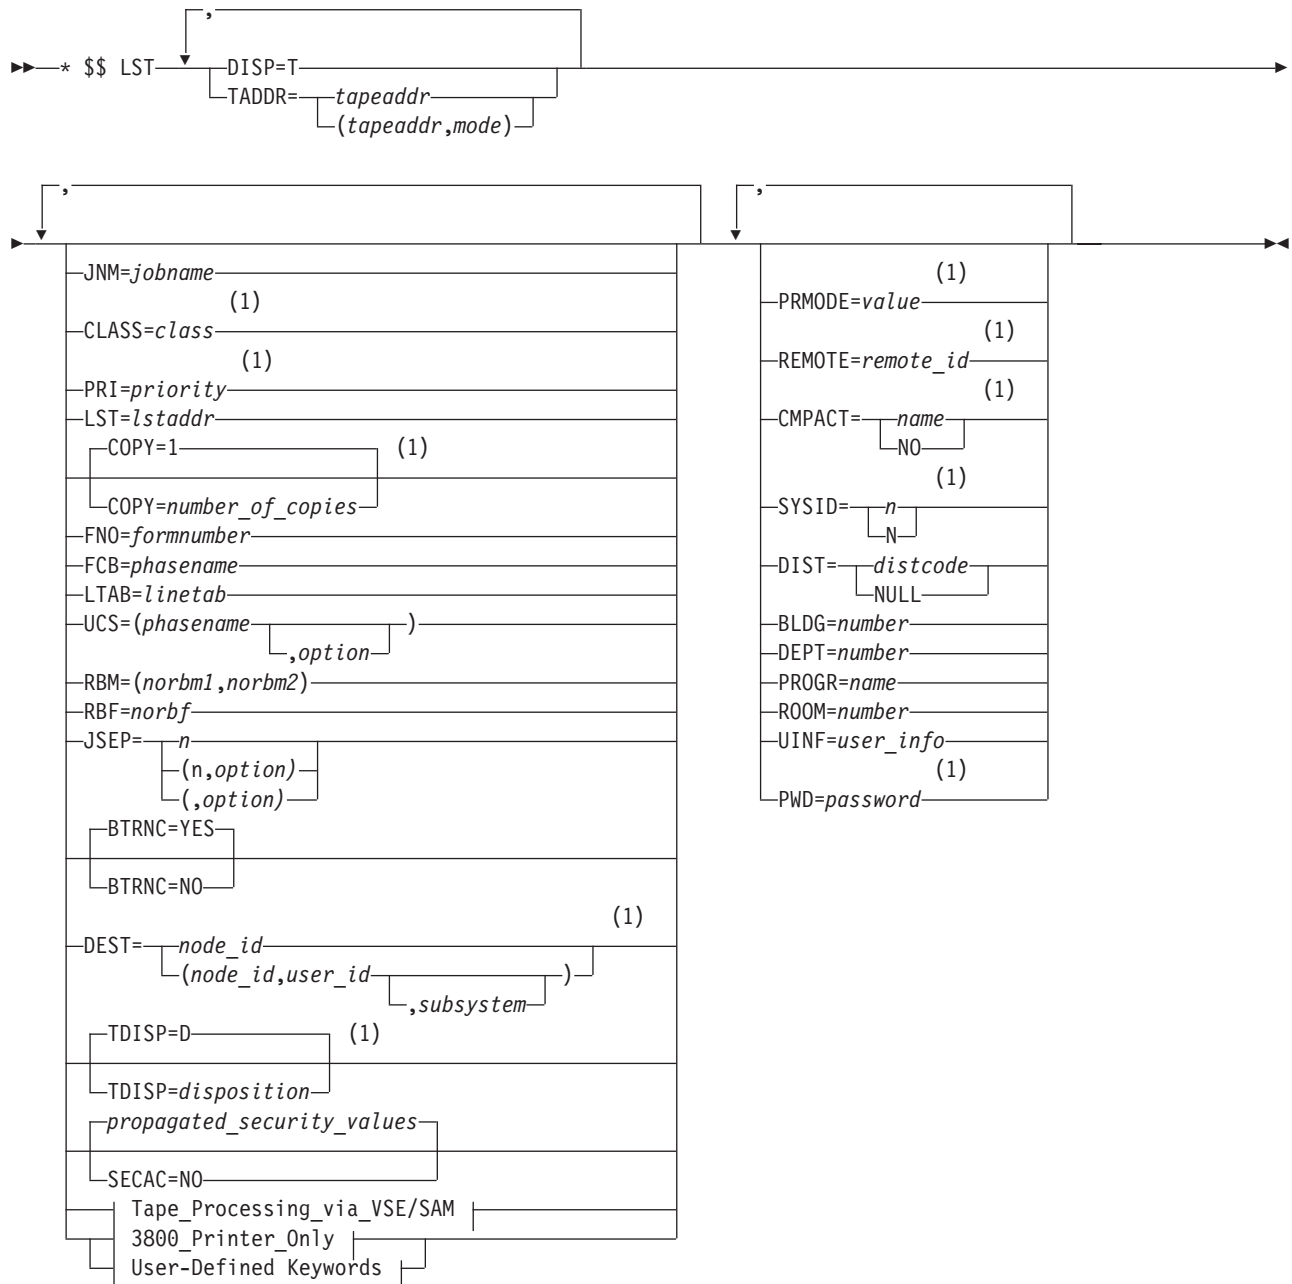 ,
* $$ LST DISP=T
TADDR= tapeaddr
(tapeaddr,mode)
, ,
JNM=jobname (1)
(1) PRMODE=value
CLASS=class (1)
(1) REMOTE=remote_id
PRI=priority (1)
LST=lstaddr CMPACT= name
COPY=1 (1) NO
(1)
COPY=number_of_copies SYSID= n
FNO=formnumber N
FCB=phasename DIST= distcode
LTAB=linetab NULL
UCS=(phasename ) BLDG=number
,option DEPT=number
RBM=(norbm1,norbm2) PROGR=name
RBF=norbf ROOM=number
JSEP= n UINF=user_info
(n,option) (1)
(,option) PWD=password
BTRNC=YES
BTRNC=NO
(1)
DEST= node_id
(node_id,user_id )
,subsystem
TDISP=D (1)
TDISP=disposition
propagated_security_values
SECAC=NO
Tape_Processing_via_VSE/SAM
3800_Printer_Only
User-Defined Keywords